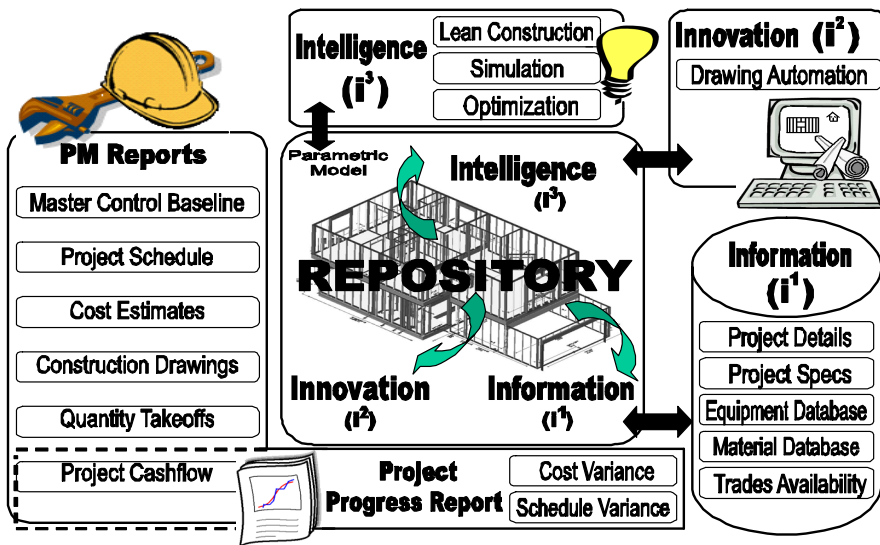 Intelligence
(i³)
Lean Construction
Simulation
Optimization
Innovation (i²)
Drawing Automation
PM Reports
Master Control Baseline
Project Schedule
Cost Estimates
Construction Drawings
Quantity Takeoffs
Project Cashflow
Parametric
Model
Intelligence
(i³)
REPOSITORY
Innovation
(i²)
Information
(i¹)
Information
(i¹)
Project Details
Project Specs
Equipment Database
Material Database
Trades Availability
Project
Progress Report
Cost Variance
Schedule Variance